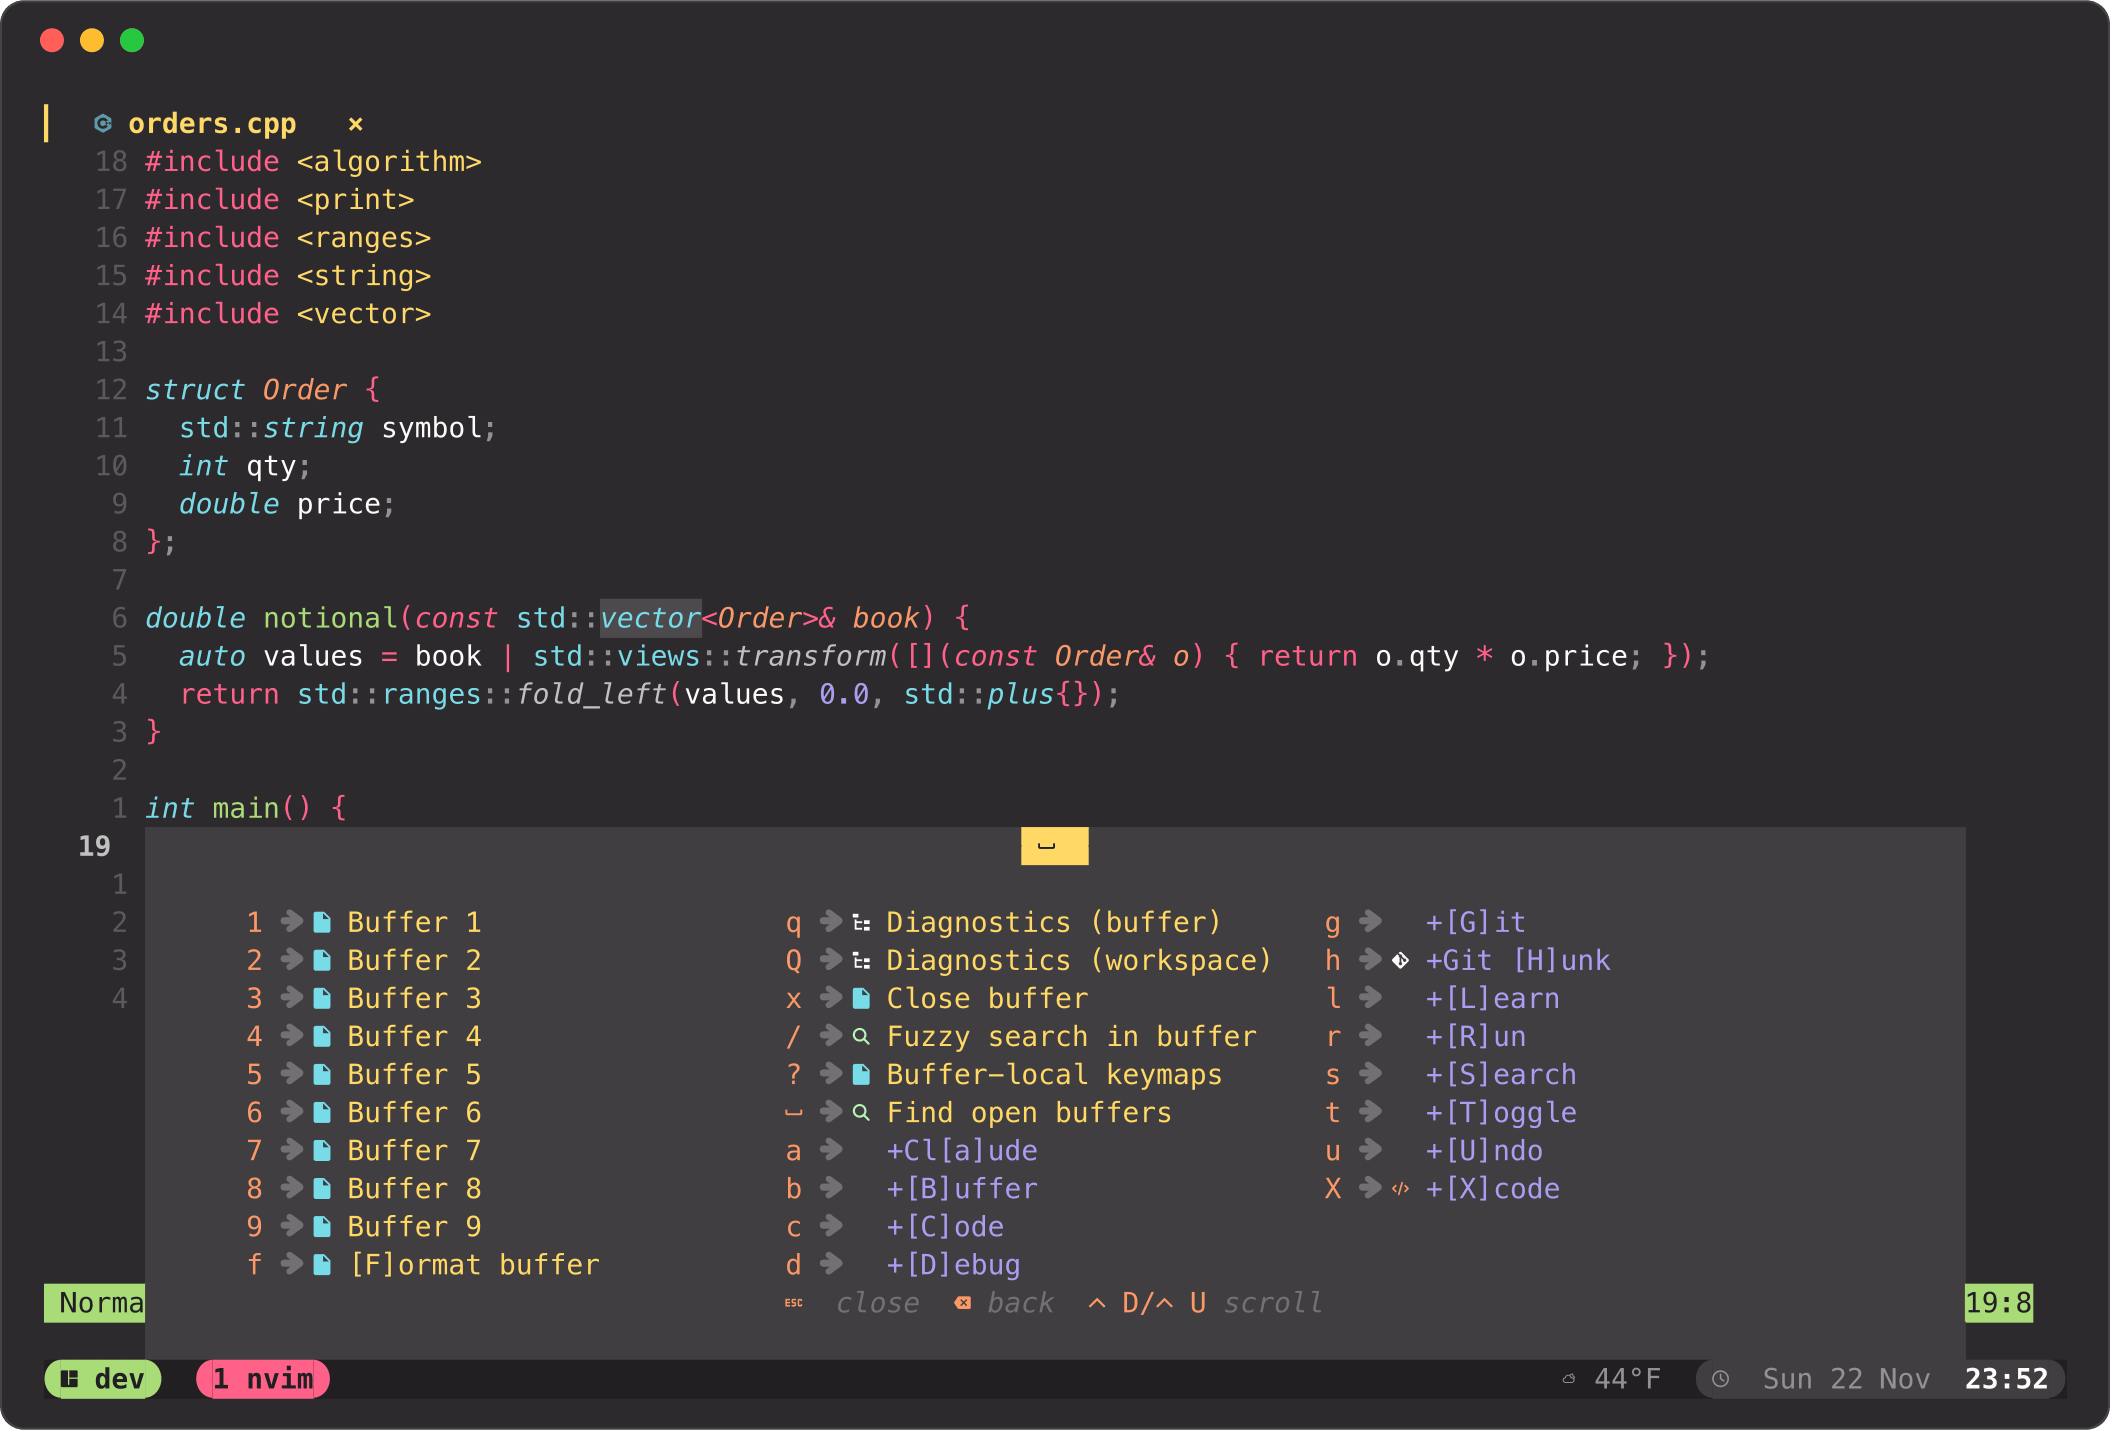 orders.cpp ×
18 #include <algorithm>
17 #include <print>
16 #include <ranges>
15 #include <string>
14 #include <vector>
13
12 struct Order {
11 std::string symbol;
10 int qty;
9 double price;
8 };
7
6 double notional(const std::vector<Order>& book) {
5 auto values = book | std::views::transform([](const Order& o) { return o.qty * o.price; });
4 return std::ranges::fold_left(values, 0.0, std::plus{});
3 }
2
1 int main() {
19
1
2 1 Buffer 1 q Diagnostics (buffer) g +[G]it
3 2 Buffer 2 Q Diagnostics (workspace) h +Git [H]unk
4 3 Buffer 3 x Close buffer l +[L]earn
4 Buffer 4 / Fuzzy search in buffer r +[R]un
5 Buffer 5 ? Buffer-local keymaps s +[S]earch
6 Buffer 6 ␣ Find open buffers t +[T]oggle
7 Buffer 7 a +Cl[a]ude u +[U]ndo
8 Buffer 8 b +[B]uffer X +[X]code
9 Buffer 9 c +[C]ode
f [F]ormat buffer d +[D]ebug
Norma ESC close back ^ D/^ U scroll 19:8
dev 1 nvim 44°F Sun 22 Nov 23:52